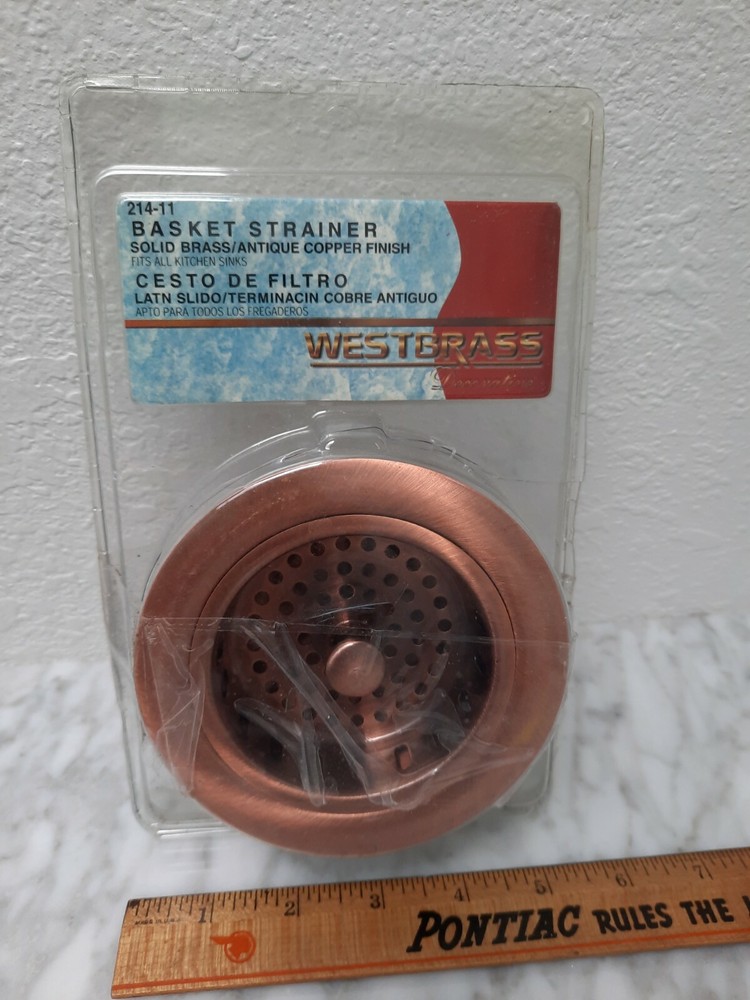 214-11
BASKET STRAINER
SOLID BRASS/ANTIQUE COPPER FINISH
FITS ALL KITCHEN SINKS
CESTO DE FILTRO
LATN SLIDO/TERMINACIN COBRE ANTIGUO
APTO PARA TODOS LOS FREGADEROS
WESTBRASS
Decorative
1 2 3 4 5 6 7
PONTIAC RULES THE